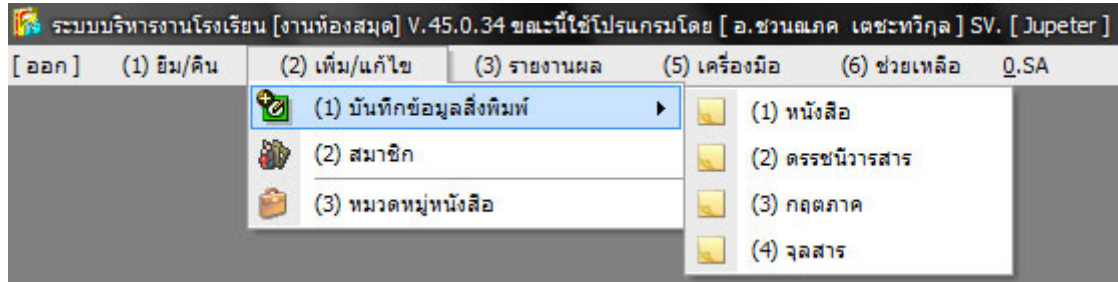 ระบบบริหารงานโรงเรียน [งานห้องสมุด] V.45.0.34 ขณะนี้ใช้โปรแกรมโดย [ อ.ชวนณภค เตชะทวีกุล ] SV. [ Jupeter ]
[ ออก ] (1) ยืม/คืน (2) เพิ่ม/แก้ไข (3) รายงานผล (5) เครื่องมือ (6) ช่วยเหลือ 0.SA
(1) บันทึกข้อมูลสิ่งพิมพ์
(2) สมาชิก
(3) หมวดหมู่หนังสือ
(1) หนังสือ
(2) ดรรชนีวารสาร
(3) กฤตภาค
(4) จุลสาร